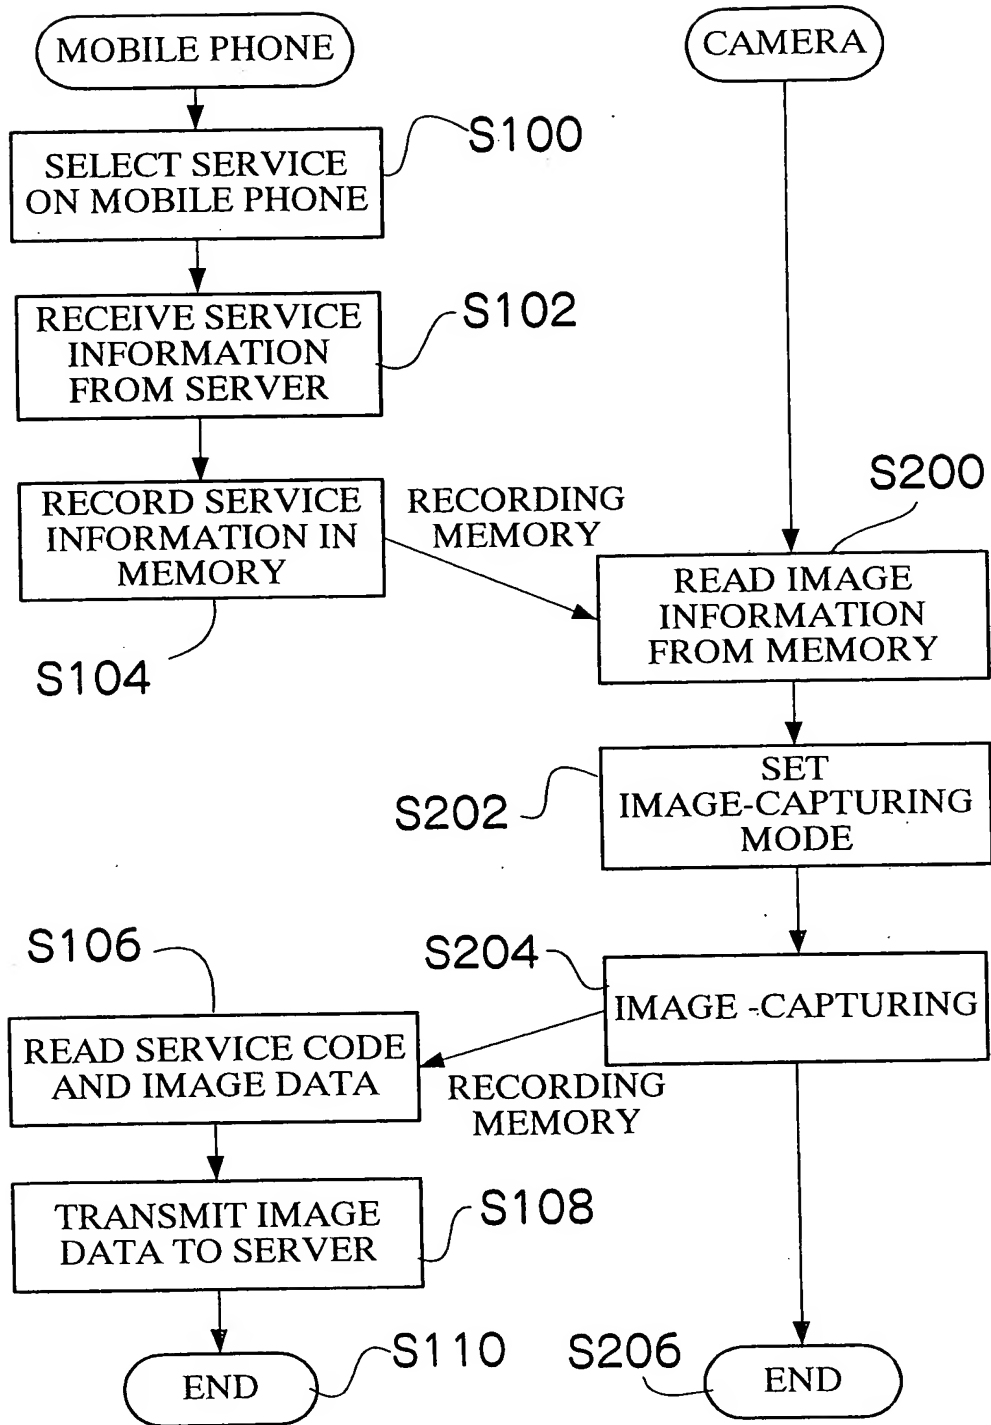 MOBILE PHONE
CAMERA
S100
SELECT SERVICE
ON MOBILE PHONE
S102
RECEIVE SERVICE
INFORMATION
FROM SERVER
S200
RECORD SERVICE
INFORMATION IN
MEMORY
RECORDING
MEMORY
READ IMAGE
INFORMATION
FROM MEMORY
S104
S202
SET
IMAGE-CAPTURING
MODE
S106
S204
IMAGE -CAPTURING
READ SERVICE CODE
AND IMAGE DATA
RECORDING
MEMORY
S108
TRANSMIT IMAGE
DATA TO SERVER
S110
END
S206
END